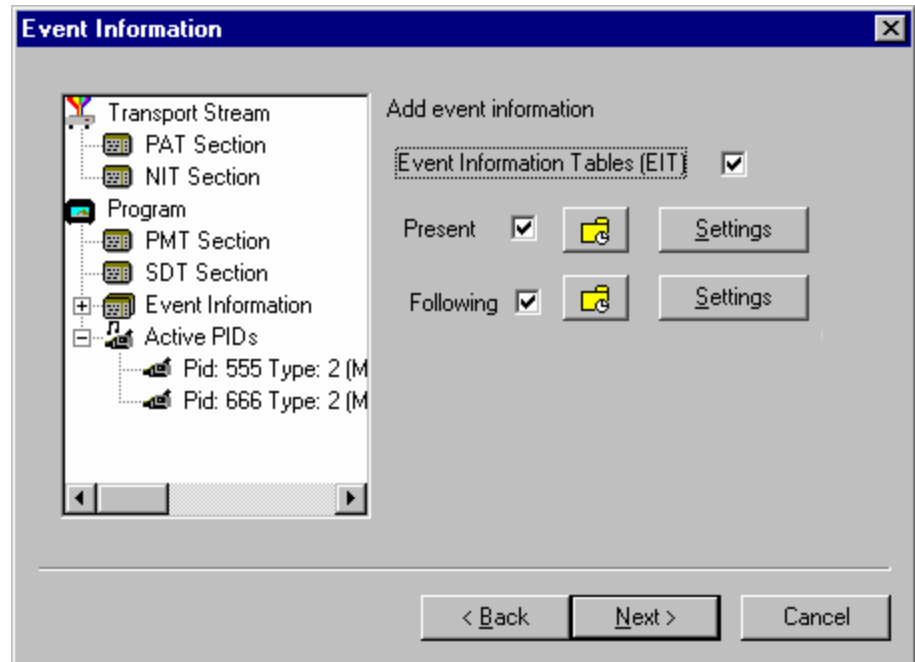 Event Information
Transport Stream
PAT Section
NIT Section
Program
PMT Section
SDT Section
Event Information
Active PIDs
Pid: 555 Type: 2 (M
Pid: 666 Type: 2 (M
Add event information
Event Information Tables (EIT)
Present
Settings
Following
Settings
< Back
Next >
Cancel